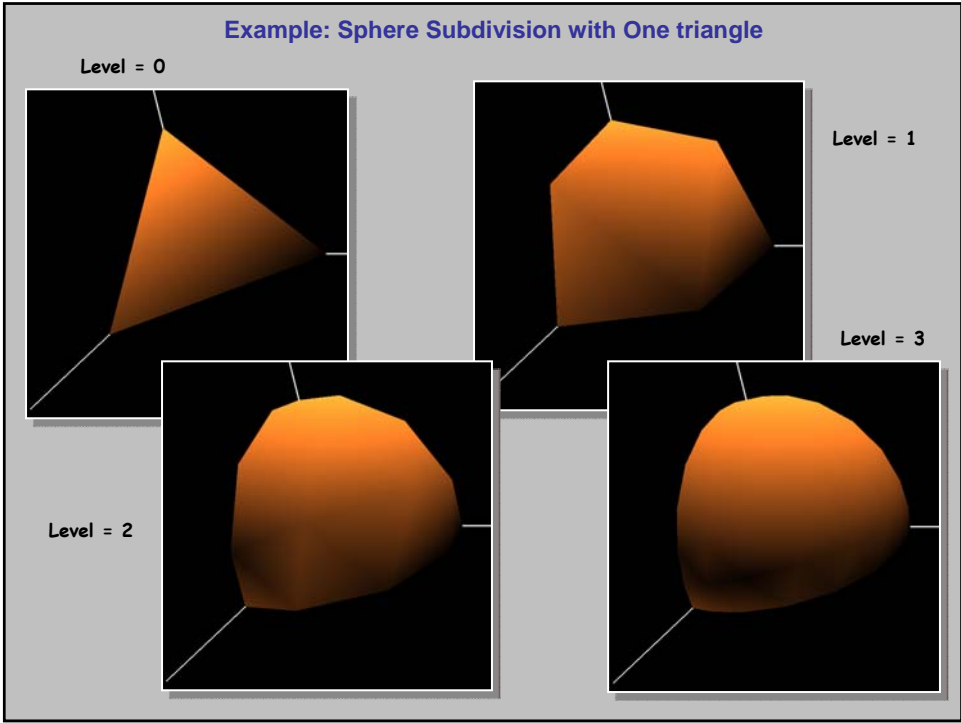 Example: Sphere Subdivision with One triangle
Level = 0
Level = 1
Level = 3
Level = 2